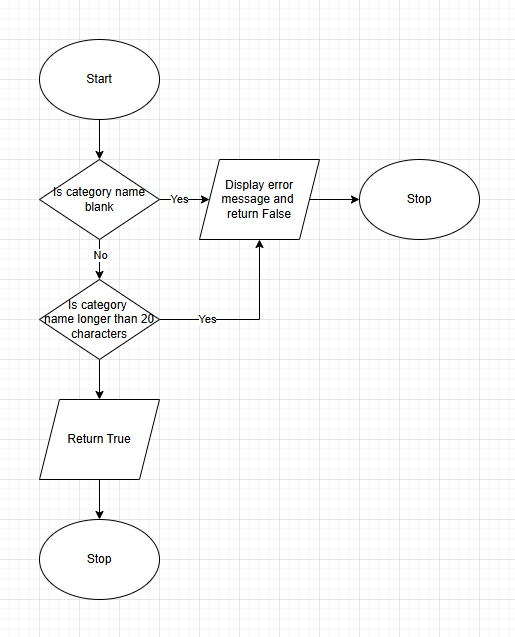 Start
Is category name
blank
Yes
Display error
message and
return False
Stop
No
Is category
name longer than 20
characters
Yes
Return True
Stop